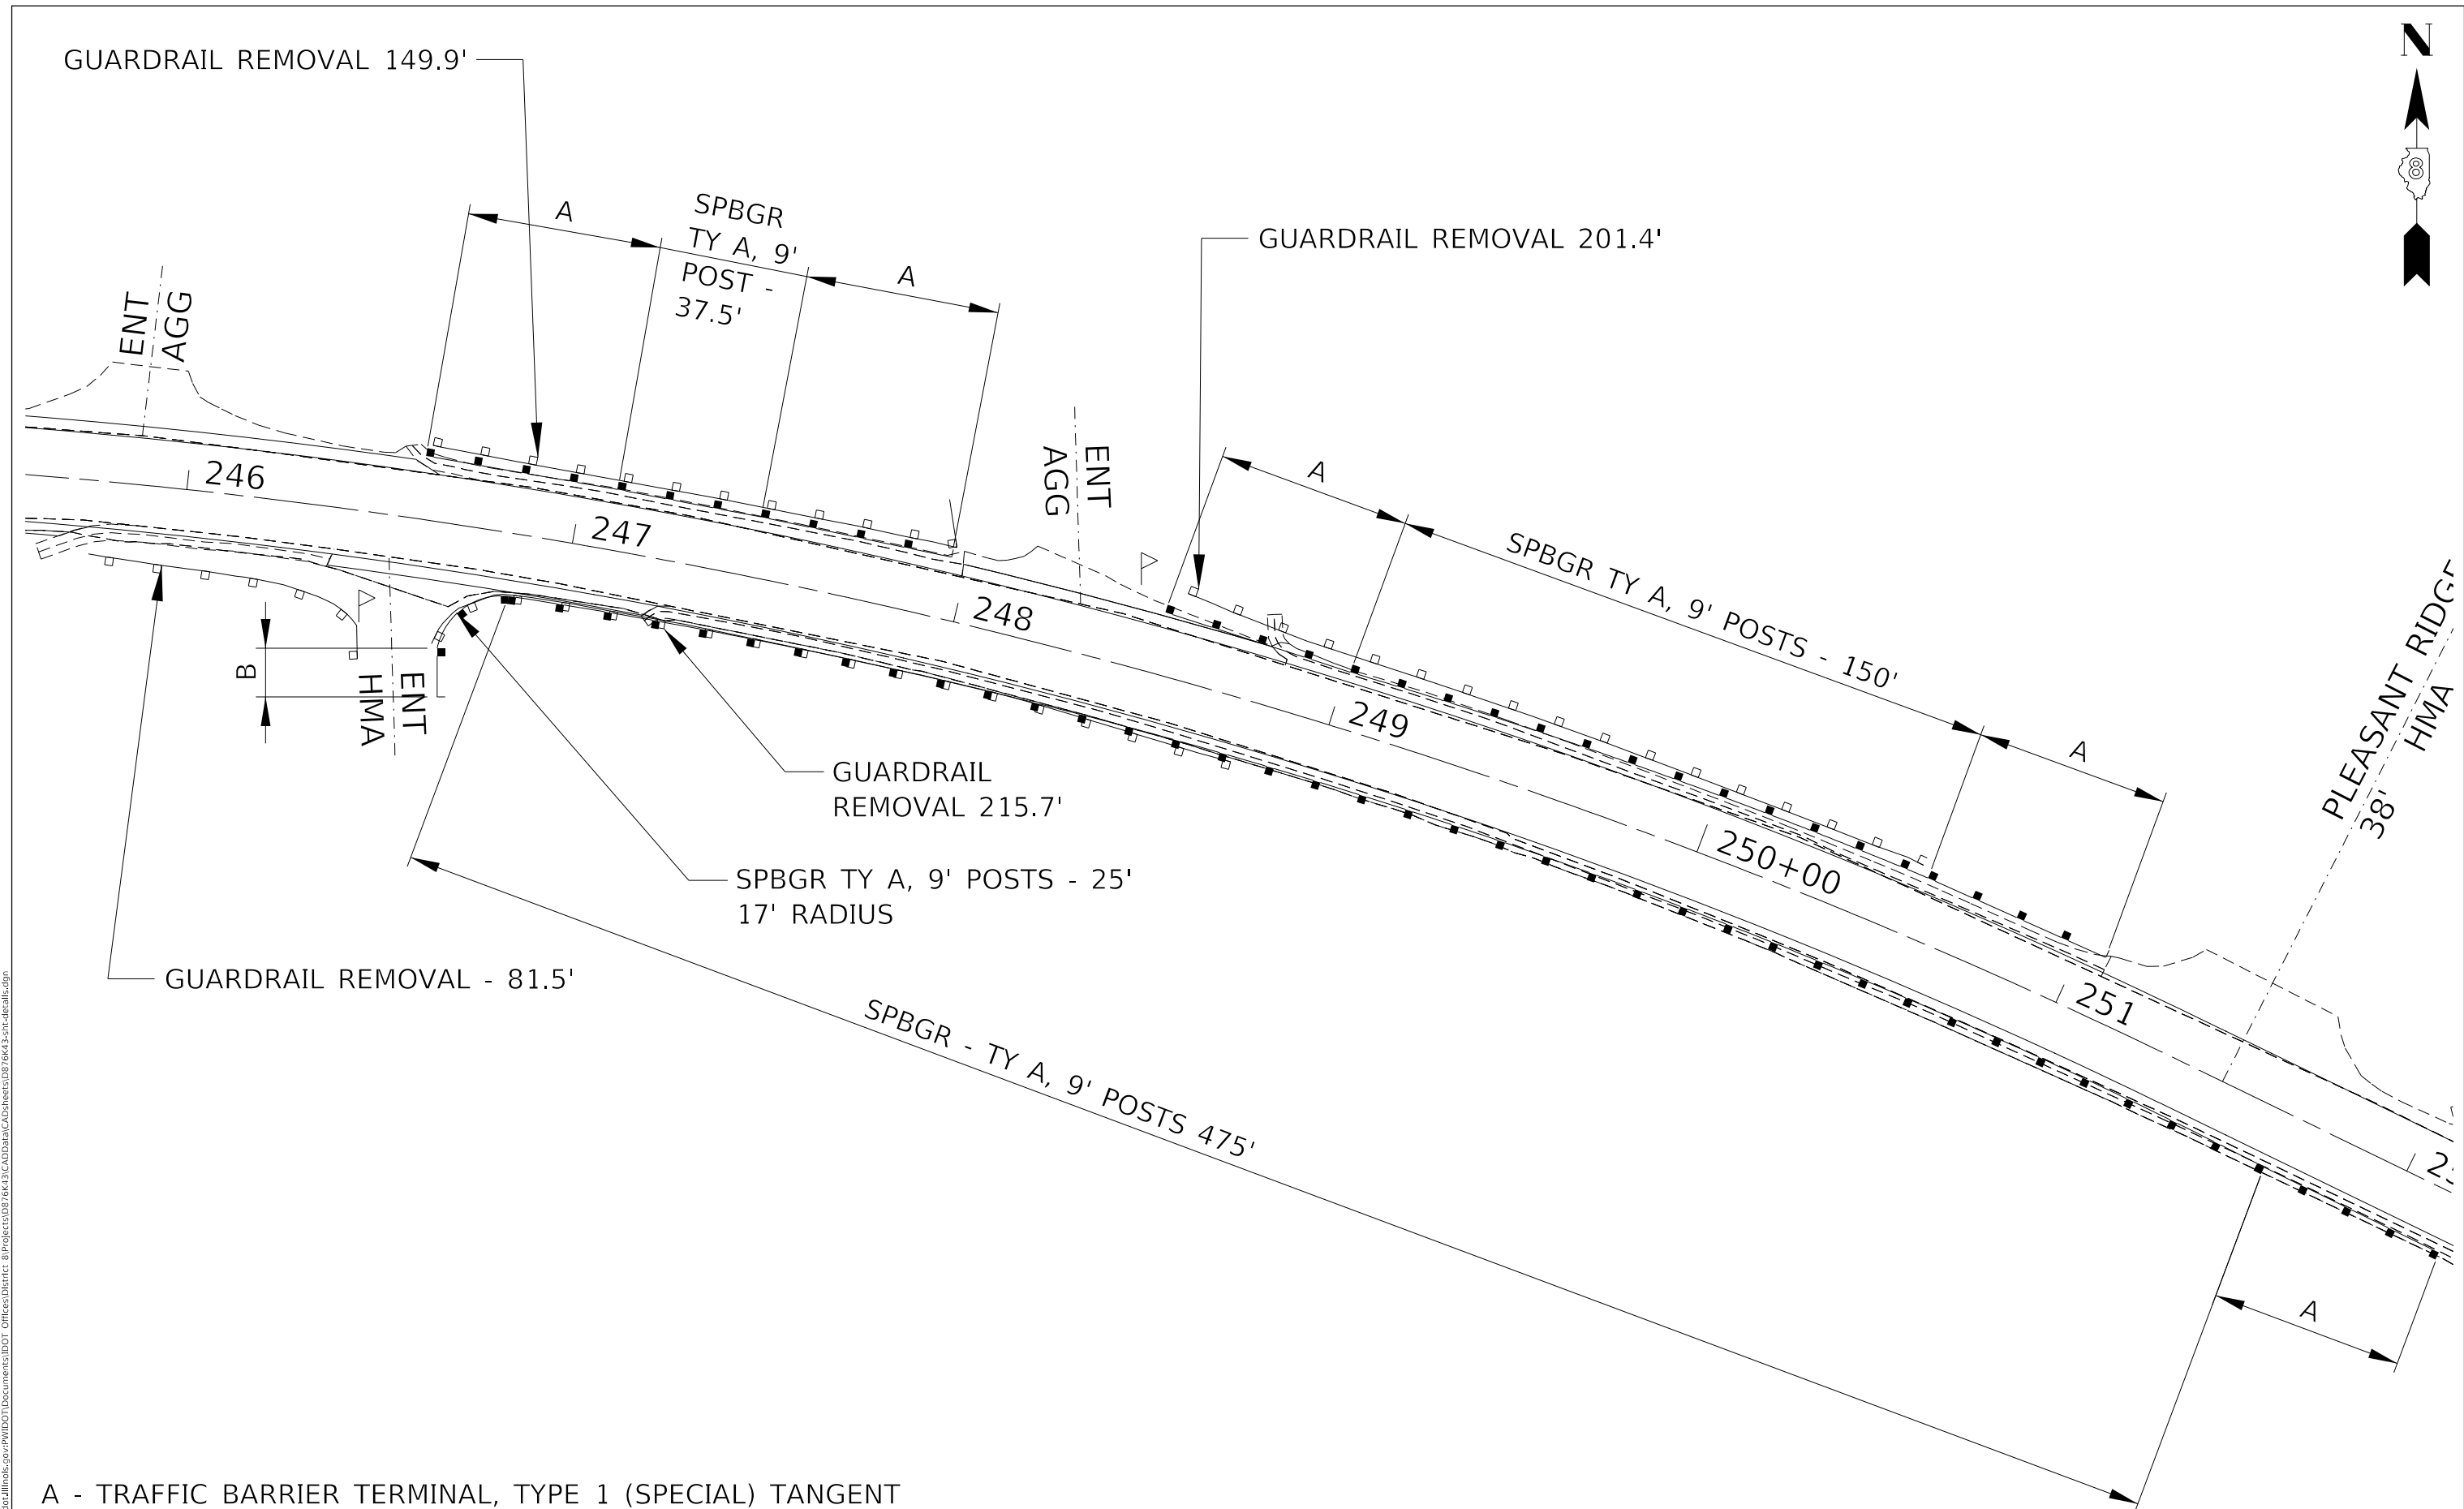 N
8
GUARDRAIL REMOVAL 149.9'
A
SPBGR
TY A, 9'
POST -
37.5'
A
GUARDRAIL REMOVAL 201.4'
ENT
AGG
246
247
248
249
250+00
251
AGG
ENT
A
SPBGR TY A, 9' POSTS - 150'
A
PLEASANT RIDGE
HMA
38'
B
HMA
ENT
GUARDRAIL
REMOVAL 215.7'
SPBGR TY A, 9' POSTS - 25'
17' RADIUS
GUARDRAIL REMOVAL - 81.5'
SPBGR - TY A, 9' POSTS 475'
A
A - TRAFFIC BARRIER TERMINAL, TYPE 1 (SPECIAL) TANGENT